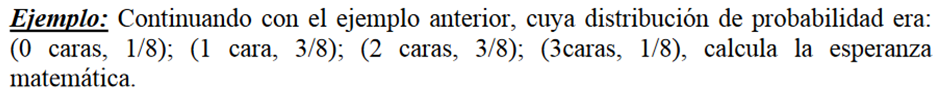 Ejemplo: Continuando con el ejemplo anterior, cuya distribución de probabilidad era:
(0 caras, 1/8); (1 cara, 3/8); (2 caras, 3/8); (3caras, 1/8), calcula la esperanza
matemática.